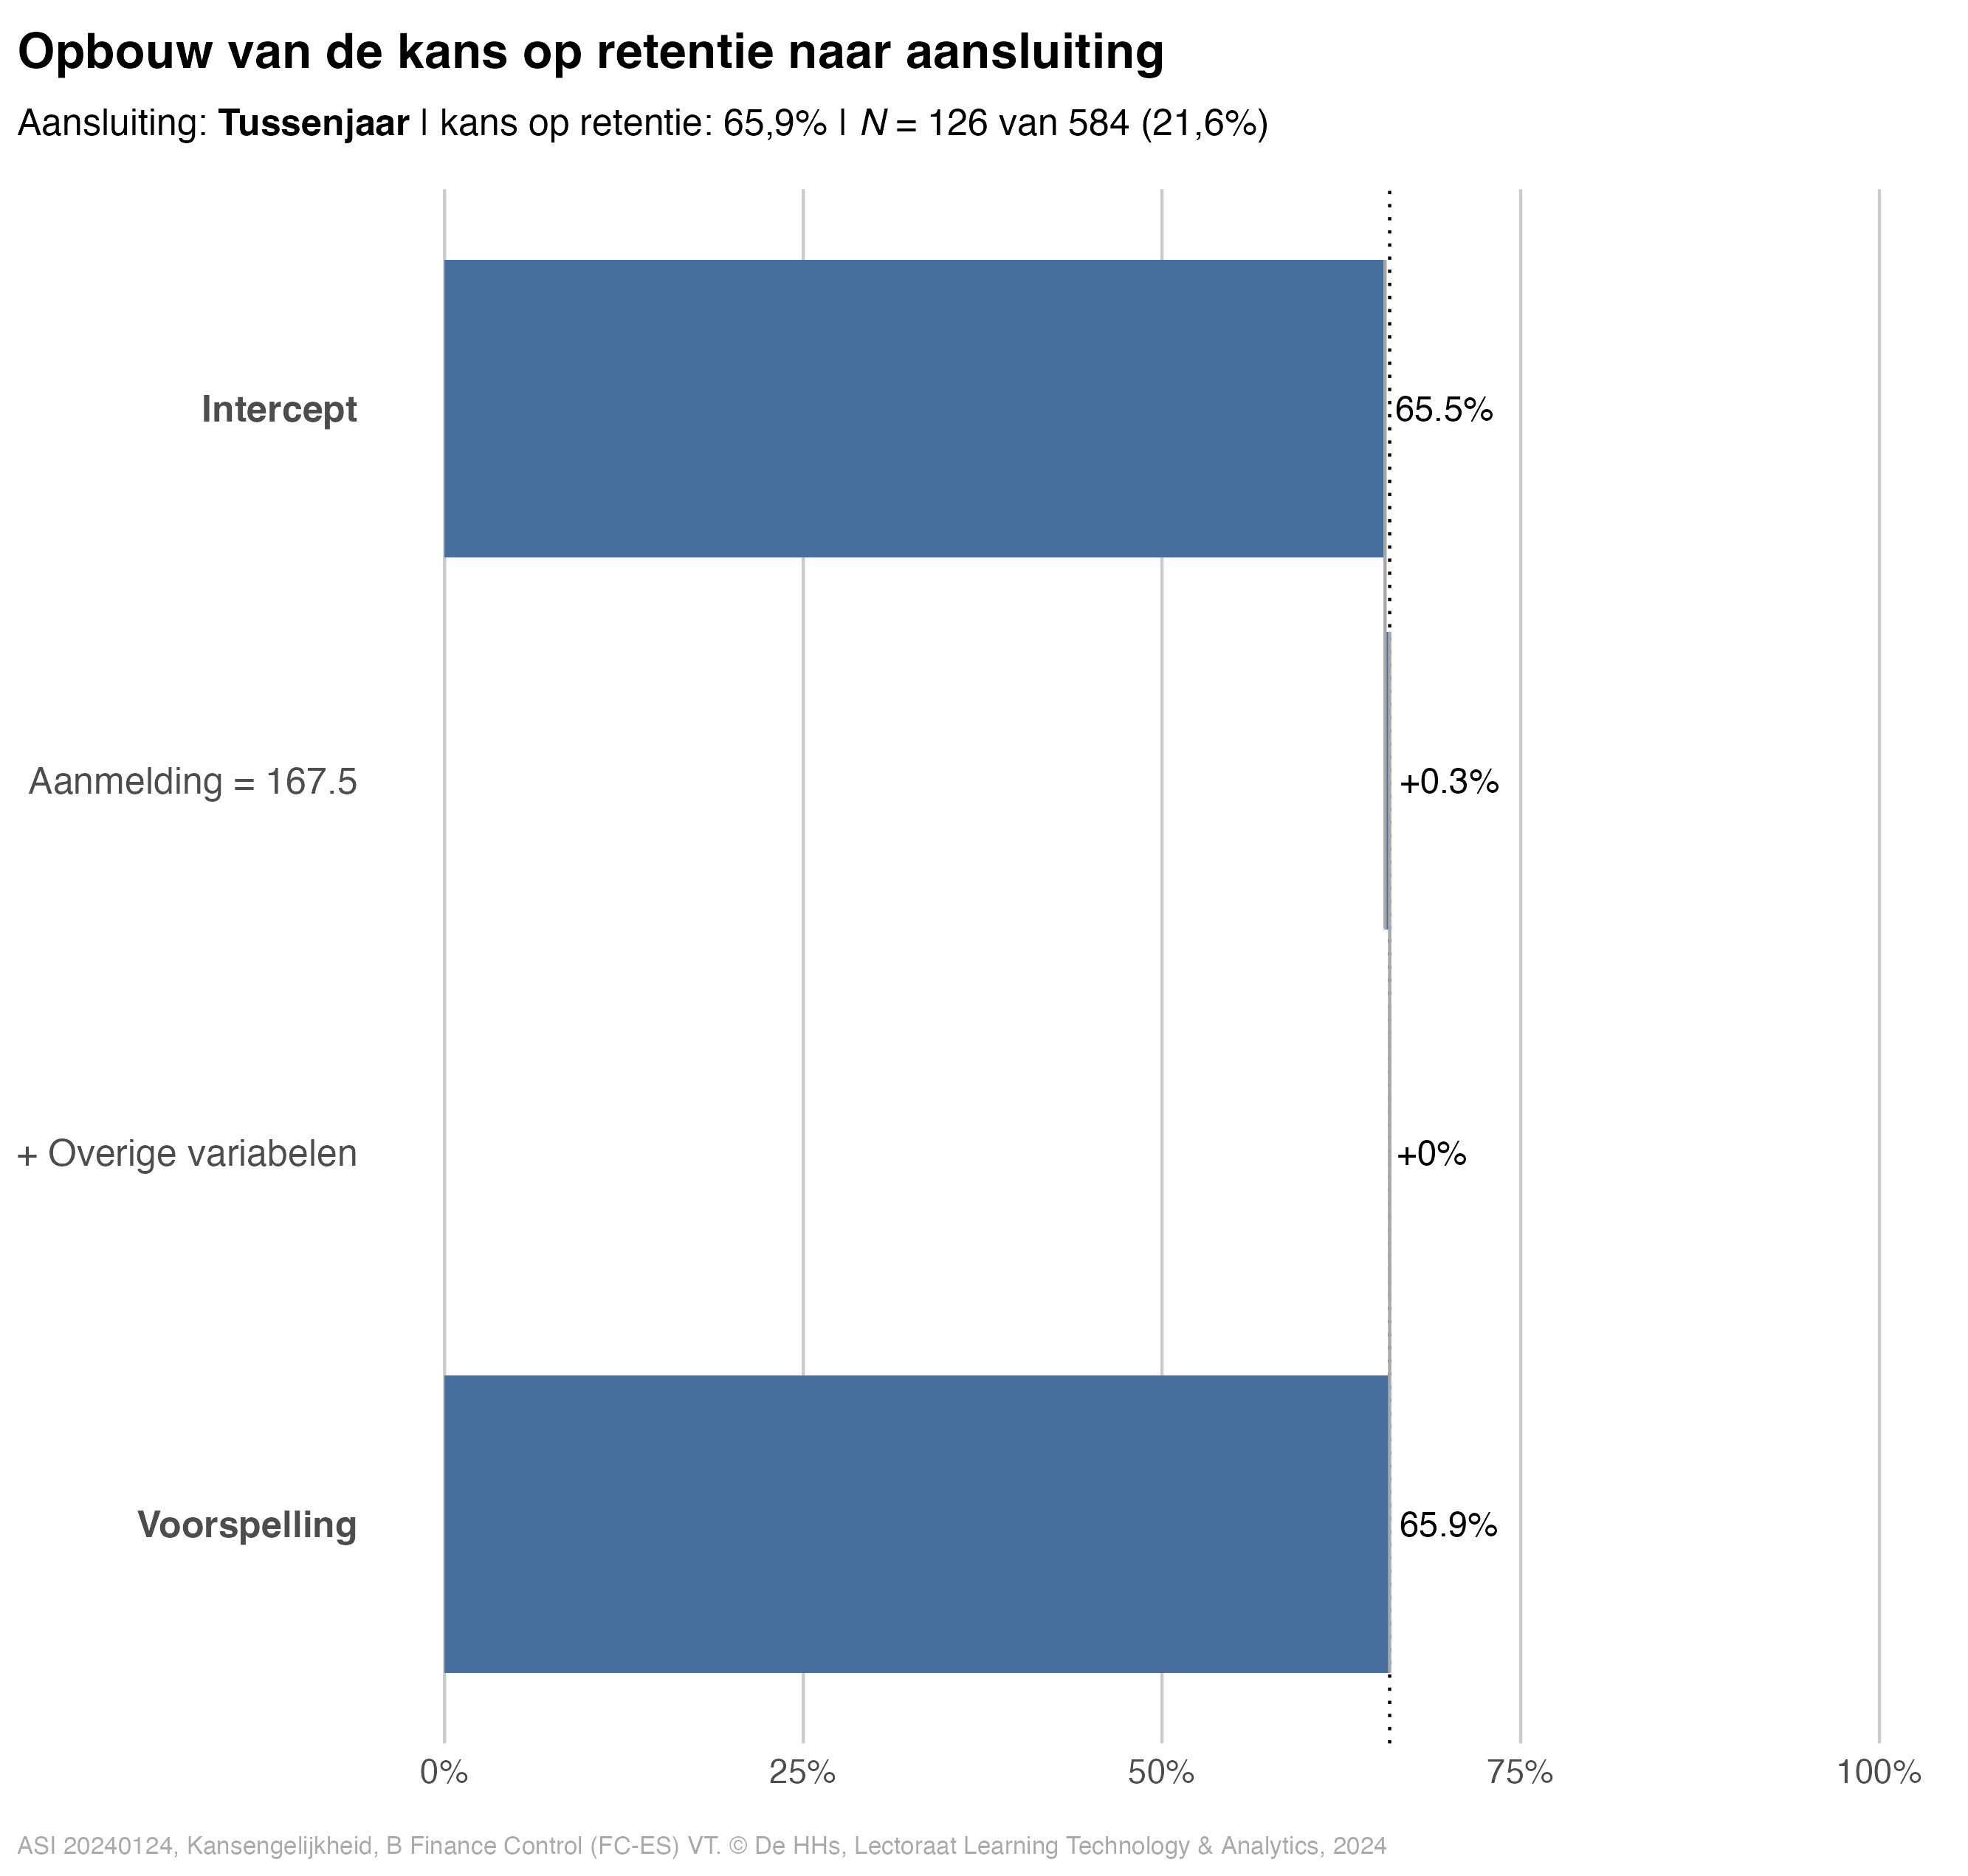 Opbouw van de kans op retentie naar aansluiting
Aansluiting: Tussenjaar | kans op retentie: 65,9% | N = 126 van 584 (21,6%)
Intercept
65.5%
Aanmelding = 167.5
+0.3%
+ Overige variabelen
+0%
Voorspelling
65.9%
0% 25% 50% 75% 100%
ASI 20240124, Kansengelijkheid, B Finance Control (FC-ES) VT. © De HHs, Lectoraat Learning Technology & Analytics, 2024